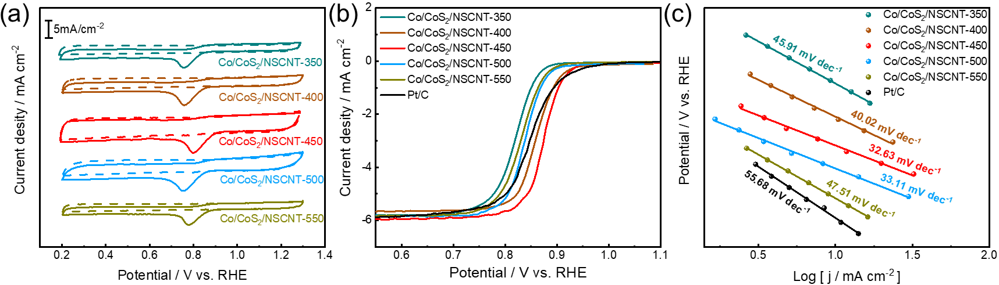 (a)
5mA/cm⁻²
Co/CoS₂/NSCNT-350
Co/CoS₂/NSCNT-400
Co/CoS₂/NSCNT-450
Co/CoS₂/NSCNT-500
Co/CoS₂/NSCNT-550
Current desity / mA cm⁻²
0.2 0.4 0.6 0.8 1.0 1.2 1.4
Potential / V vs. RHE
(b)
Co/CoS₂/NSCNT-350
Co/CoS₂/NSCNT-400
Co/CoS₂/NSCNT-450
Co/CoS₂/NSCNT-500
Co/CoS₂/NSCNT-550
Pt/C
2
0
-2
-4
-6
Current desity / mA cm⁻²
0.6 0.7 0.8 0.9 1.0 1.1
Potential / V vs. RHE
(c)
Co/CoS₂/NSCNT-350
Co/CoS₂/NSCNT-400
Co/CoS₂/NSCNT-450
Co/CoS₂/NSCNT-500
Co/CoS₂/NSCNT-550
Pt/C
45.91 mV dec⁻¹
40.02 mV dec⁻¹
32.63 mV dec⁻¹
33.11 mV dec⁻¹
47.51 mV dec⁻¹
55.68 mV dec⁻¹
Potential / V vs. RHE
0.5 1.0 1.5 2.0
Log [ j / mA cm⁻² ]